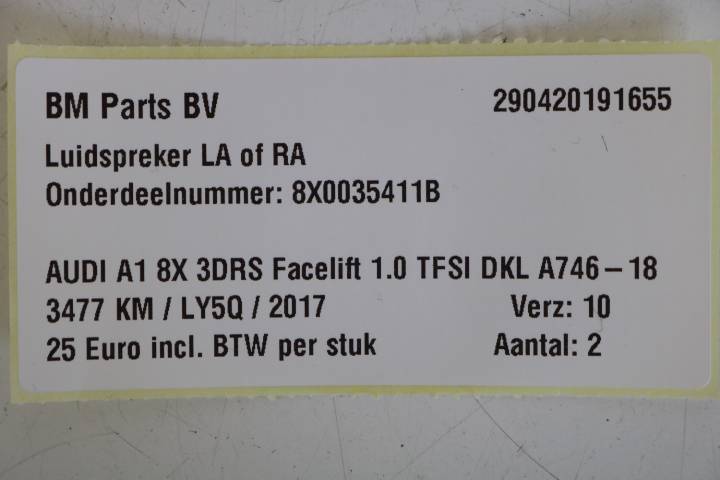 BM Parts BV 290420191655
Luidspreker LA of RA
Onderdeelnummer: 8X0035411B
AUDI A1 8X 3DRS Facelift 1.0 TFSI DKL A746-18
3477 KM / LY5Q / 2017 Verz: 10
25 Euro incl. BTW per stuk Aantal: 2